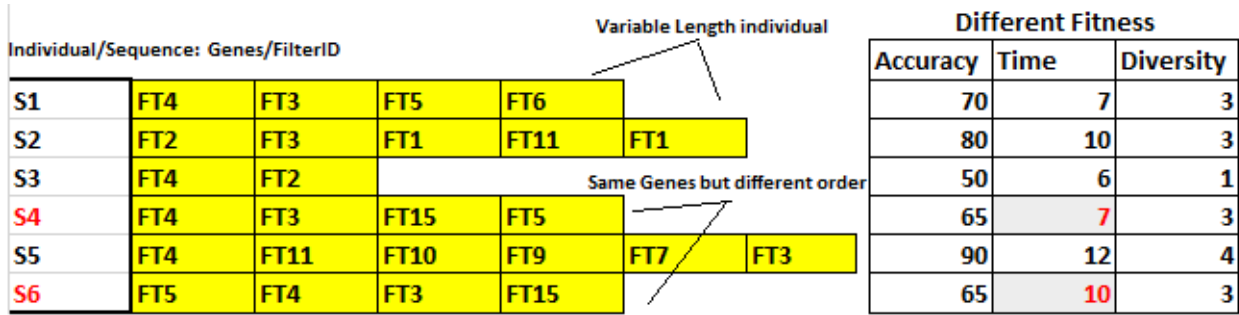 Variable Length individual
Different Fitness
Individual/Sequence: Genes/FilterID
Accuracy Time Diversity
S1 FT4 FT3 FT5 FT6 70 7 3
S2 FT2 FT3 FT1 FT11 FT1 80 10 3
S3 FT4 FT2 Same Genes but different order 50 6 1
S4 FT4 FT3 FT15 FT5 65 7 3
S5 FT4 FT11 FT10 FT9 FT7 FT3 90 12 4
S6 FT5 FT4 FT3 FT15 65 10 3